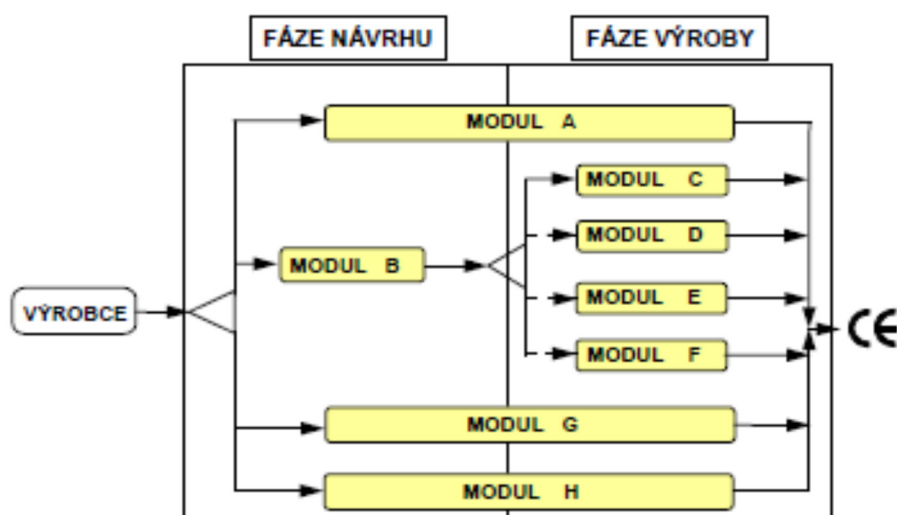 FÁZE NÁVRHU
FÁZE VÝROBY
MODUL A
MODUL C
MODUL D
MODUL B
MODUL E
VÝROBCE
CE
MODUL F
MODUL G
MODUL H